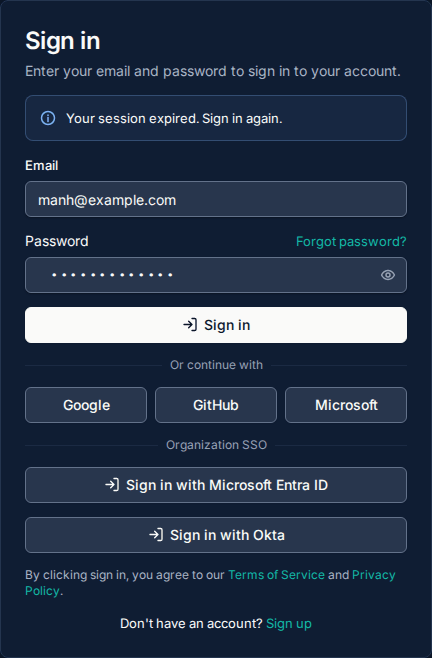 Sign in
Enter your email and password to sign in to your account.
Your session expired. Sign in again.
Email
manh@example.com
Password
Forgot password?
•••••••••••••
Sign in
Or continue with
Google
GitHub
Microsoft
Organization SSO
Sign in with Microsoft Entra ID
Sign in with Okta
By clicking sign in, you agree to our Terms of Service and Privacy
Policy.
Don't have an account? Sign up